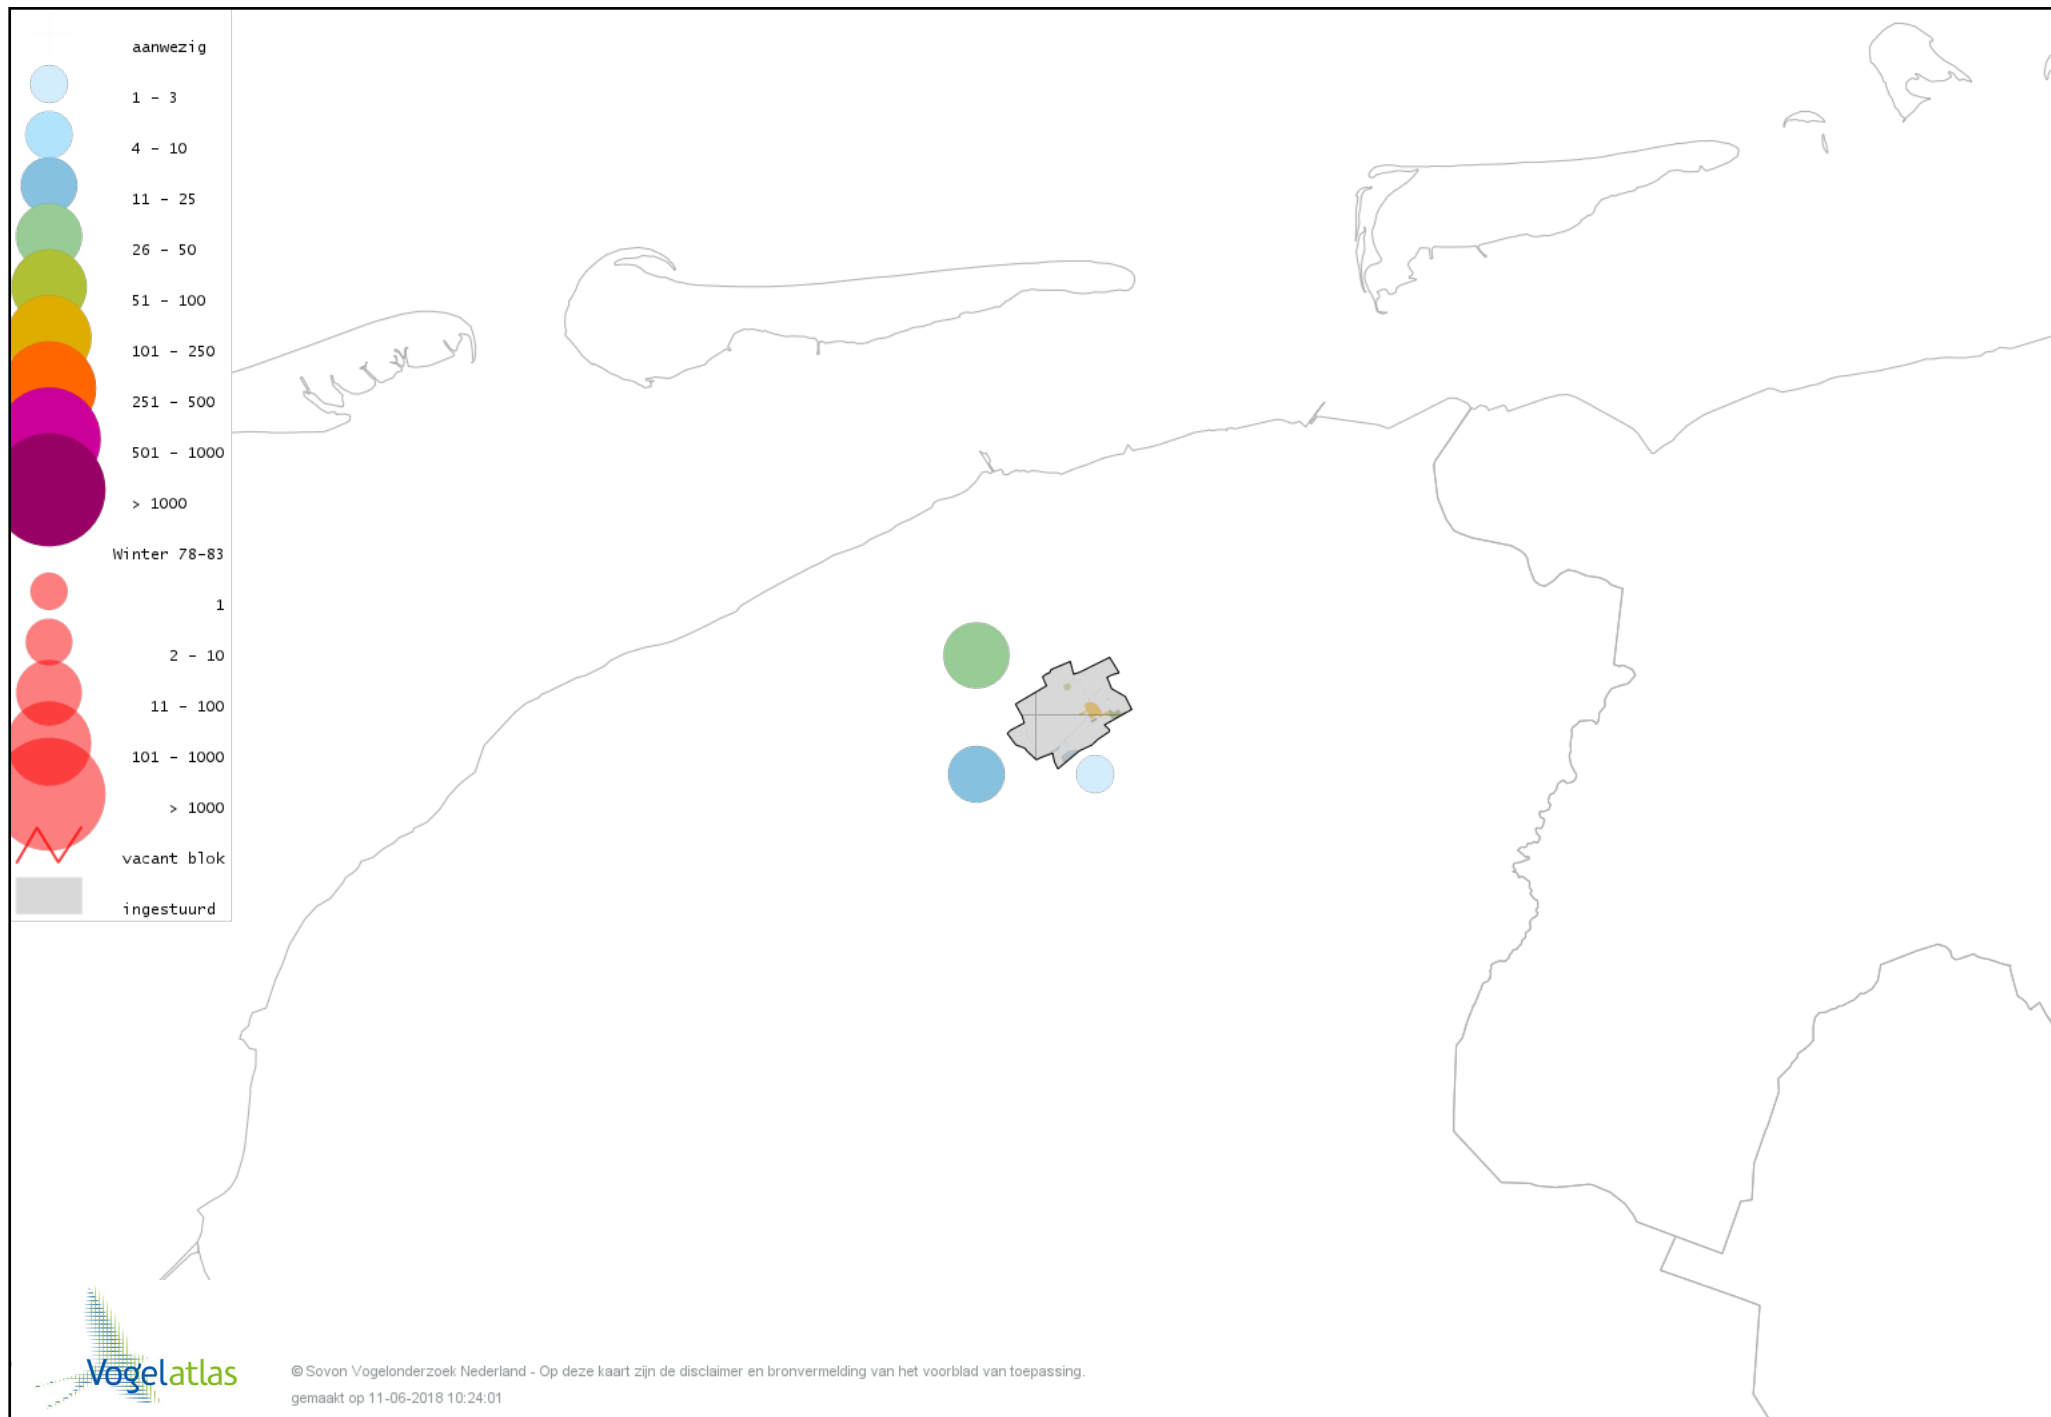 aanwezig
1 - 3
4 - 10
11 - 25
26 - 50
51 - 100
101 - 250
251 - 500
501 - 1000
> 1000
Winter 78-83
1
2 - 10
11 - 100
101 - 1000
> 1000
vacant blok
ingestuurd
Vogelatlas
© Sovon Vogelonderzoek Nederland - Op deze kaart zijn de disclaimer en bronvermelding van het voorblad van toepassing.
gemaakt op 11-06-2018 10:24:01